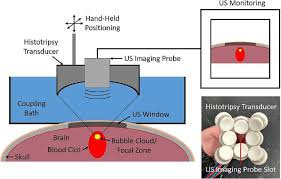 Hand-Held
Positioning
Histotripsy
Transducer
US Imaging Probe
US Monitoring
Coupling
Bath
US Window
Brain
Blood Clot
Bubble Cloud/
Focal Zone
Skull
Histotripsy Transducer
US Imaging Probe Slot